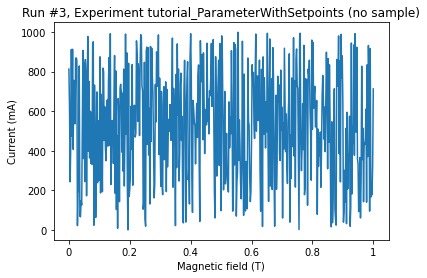 Run #3, Experiment tutorial_ParameterWithSetpoints (no sample)
1000
800
600
400
200
0
Current (mA)
0 0.2 0.4 0.6 0.8 1
Magnetic field (T)